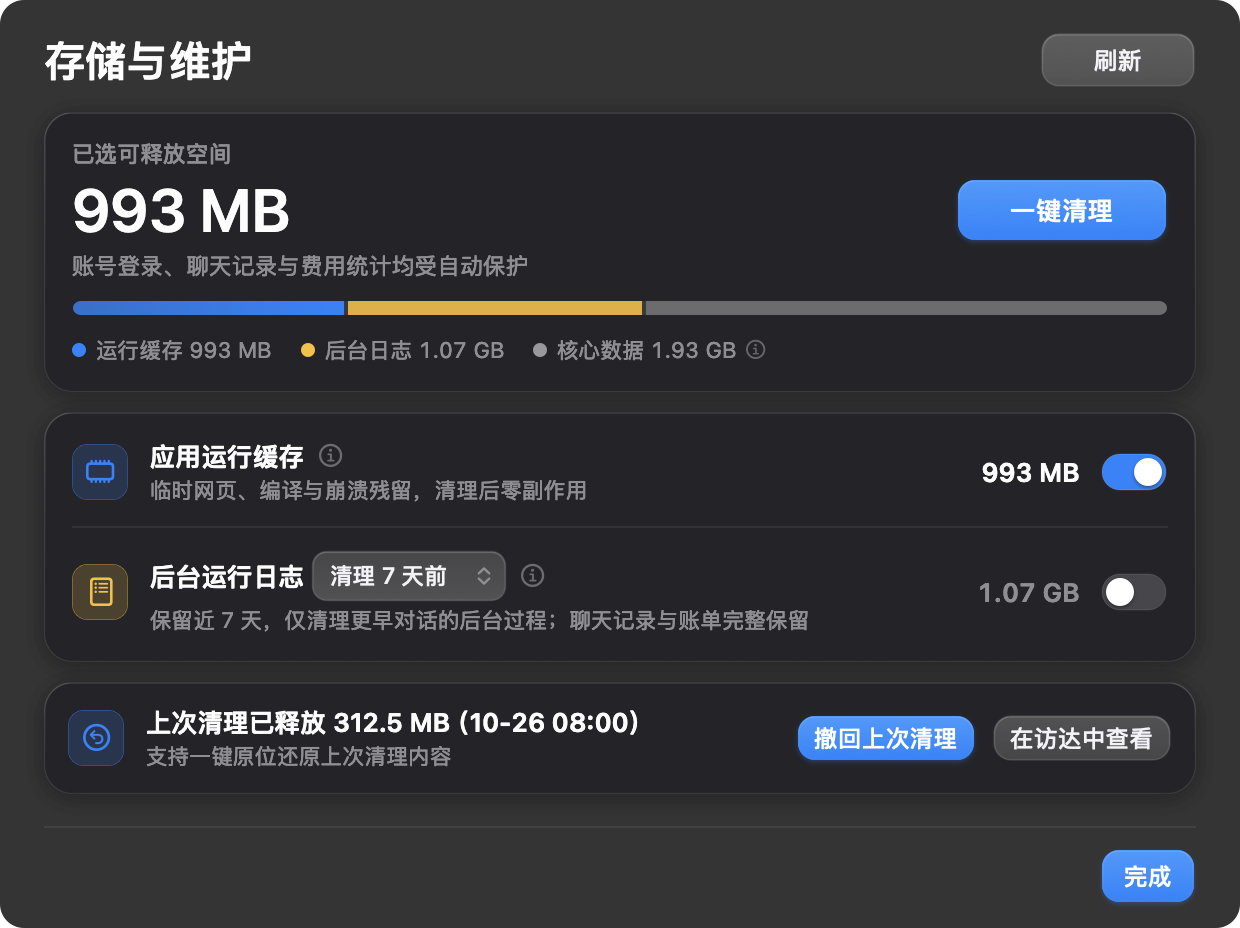 存储与维护
刷新
已选可释放空间
993 MB
一键清理
账号登录、聊天记录与费用统计均受自动保护
运行缓存 993 MB
后台日志 1.07 GB
核心数据 1.93 GB
应用运行缓存
临时网页、编译与崩溃残留，清理后零副作用
993 MB
后台运行日志
清理 7 天前
保留近 7 天，仅清理更早对话的后台过程；聊天记录与账单完整保留
1.07 GB
上次清理已释放 312.5 MB (10-26 08:00)
支持一键原位还原上次清理内容
撤回上次清理
在访达中查看
完成